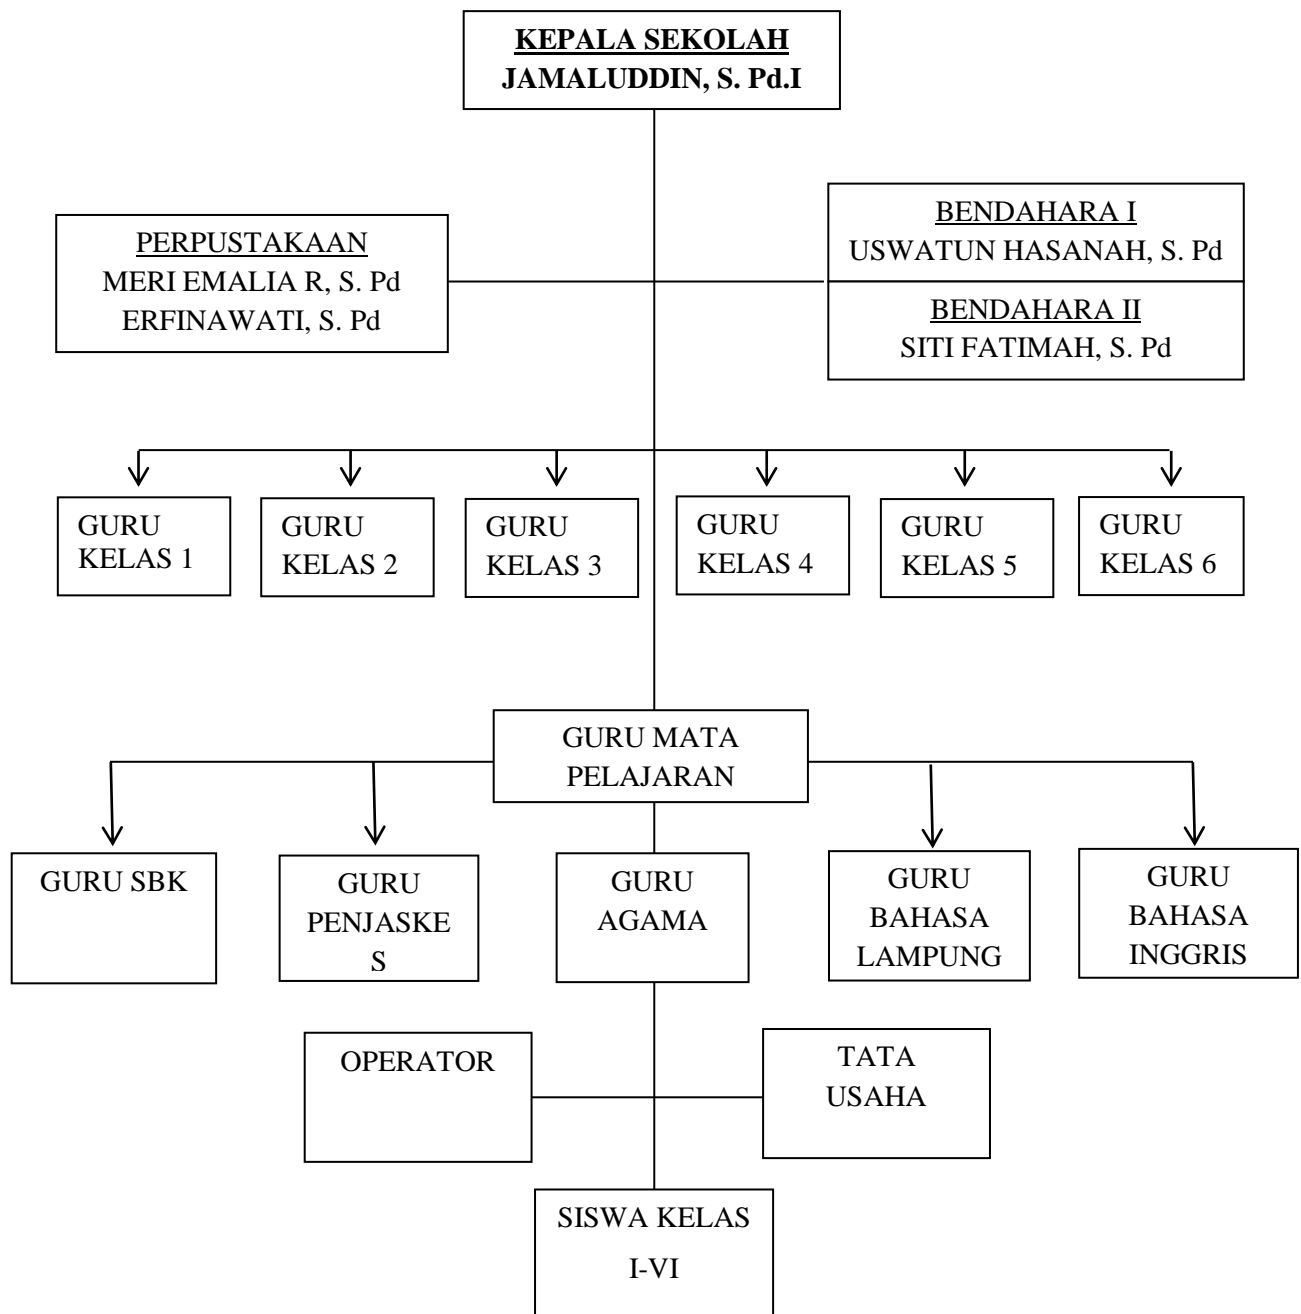 KEPALA SEKOLAH
JAMALUDDIN, S. Pd.I
PERPUSTAKAAN
MERI EMALIA R, S. Pd
ERFINAWATI, S. Pd
BENDAHARA I
USWATUN HASANAH, S. Pd
BENDAHARA II
SITI FATIMAH, S. Pd
GURU
KELAS 1
GURU
KELAS 2
GURU
KELAS 3
GURU
KELAS 4
GURU
KELAS 5
GURU
KELAS 6
GURU MATA
PELAJARAN
GURU SBK
GURU
PENJASKE
S
GURU
AGAMA
GURU
BAHASA
LAMPUNG
GURU
BAHASA
INGGRIS
OPERATOR
TATA
USAHA
SISWA KELAS
I-VI